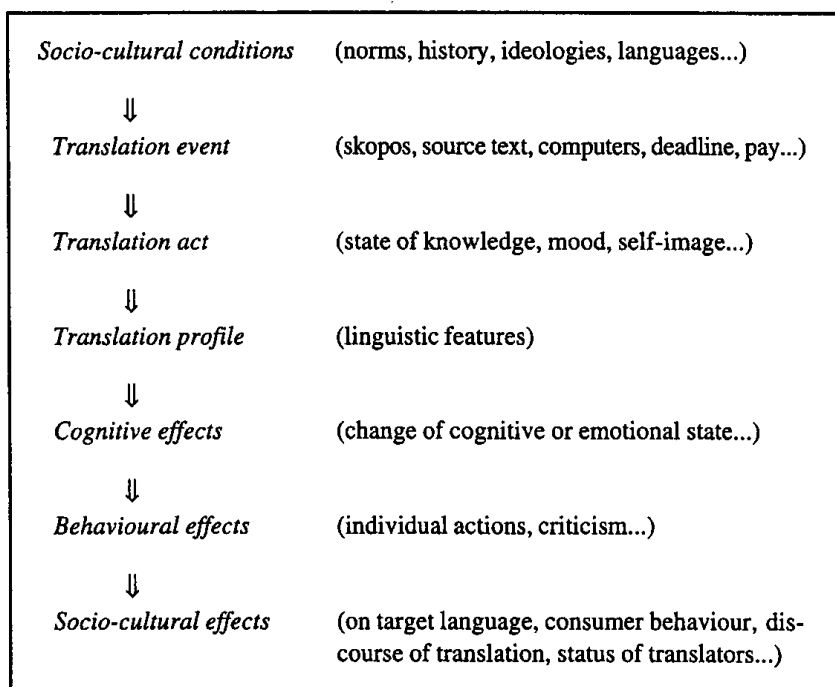 Socio-cultural conditions (norms, history, ideologies, languages...)
⇓
Translation event (skopos, source text, computers, deadline, pay...)
⇓
Translation act (state of knowledge, mood, self-image...)
⇓
Translation profile (linguistic features)
⇓
Cognitive effects (change of cognitive or emotional state...)
⇓
Behavioural effects (individual actions, criticism...)
⇓
Socio-cultural effects (on target language, consumer behaviour, dis-
course of translation, status of translators...)